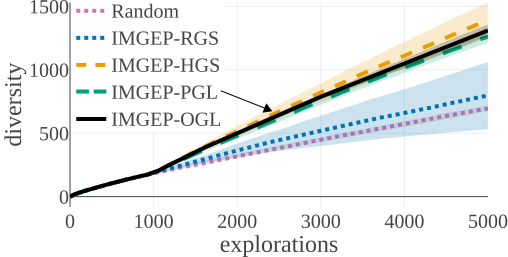 1500
Random
IMGEP-RGS
IMGEP-HGS
IMGEP-PGL
IMGEP-OGL
1000
500
0
diversity
0
1000
2000
3000
4000
5000
explorations